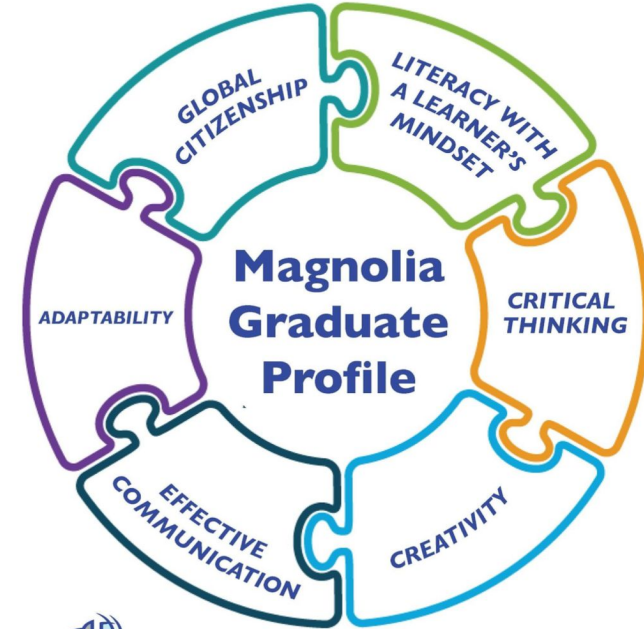 GLOBAL
CITIZENSHIP
LITERACY WITH
A LEARNER'S
MINDSET
CRITICAL
THINKING
CREATIVITY
EFFECTIVE
COMMUNICATION
ADAPTABILITY
Magnolia
Graduate
Profile